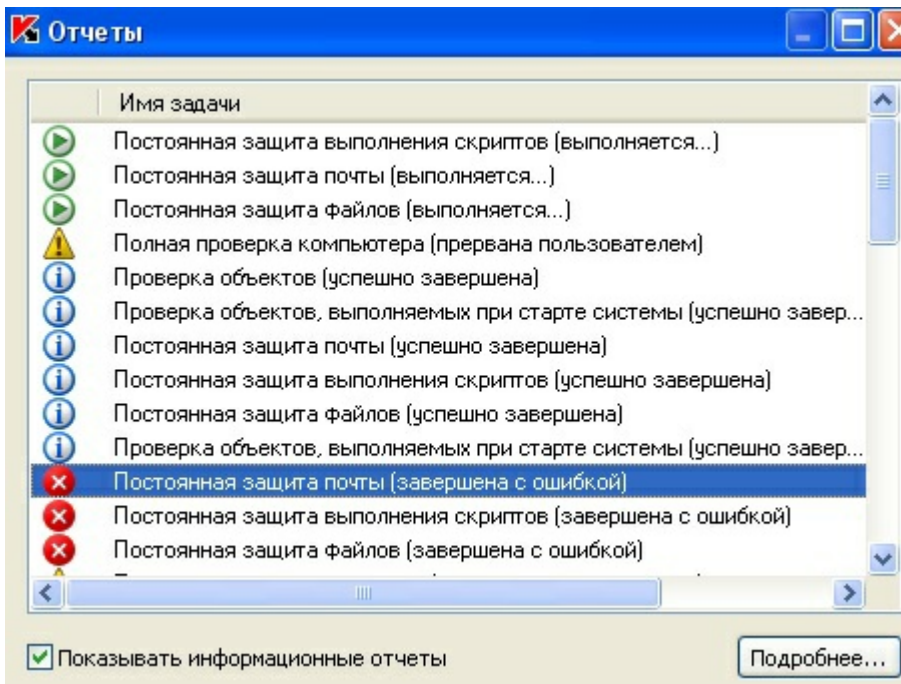 Отчеты
Имя задачи
Постоянная защита выполнения скриптов (выполняется...)
Постоянная защита почты (выполняется...)
Постоянная защита файлов (выполняется...)
Полная проверка компьютера (прервана пользователем)
Проверка объектов (успешно завершена)
Проверка объектов, выполняемых при старте системы (успешно завер...
Постоянная защита почты (успешно завершена)
Постоянная защита выполнения скриптов (успешно завершена)
Постоянная защита файлов (успешно завершена)
Проверка объектов, выполняемых при старте системы (успешно завер...
Постоянная защита почты (завершена с ошибкой)
Постоянная защита выполнения скриптов (завершена с ошибкой)
Постоянная защита файлов (завершена с ошибкой)
Показывать информационные отчеты
Подробнее...